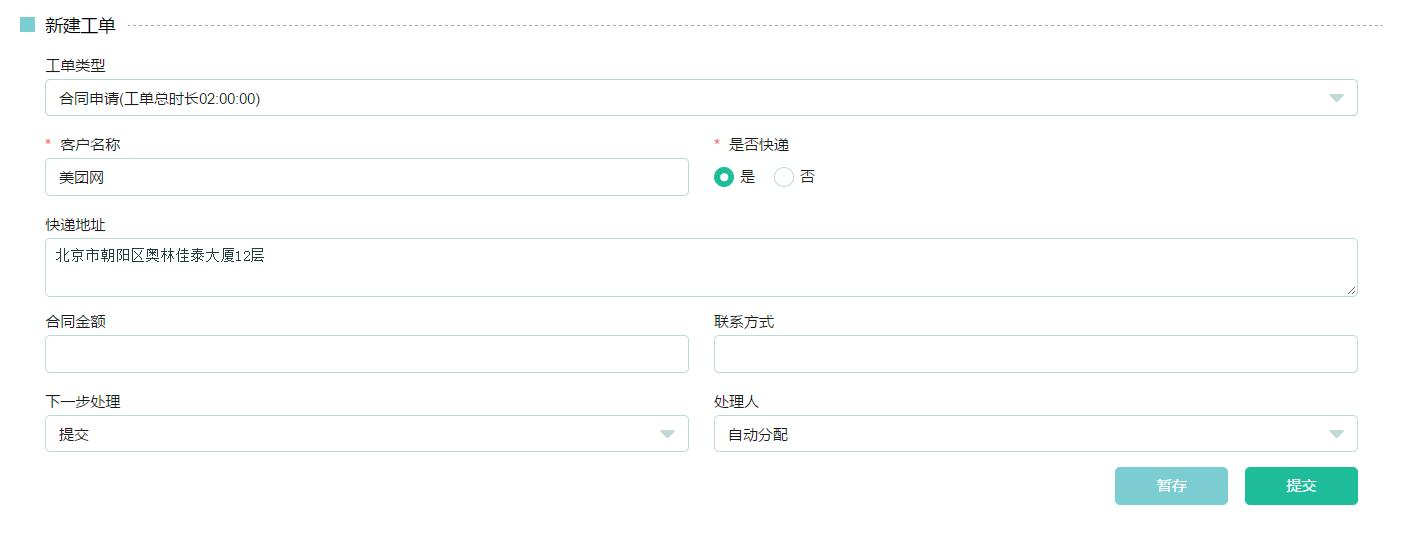 新建工单
工单类型
合同申请(工单总时长02:00:00)
* 客户名称
* 是否快递
美团网
是 否
快递地址
北京市朝阳区奥林佳泰大厦12层
合同金额
联系方式
下一步处理
处理人
提交
自动分配
暂存
提交